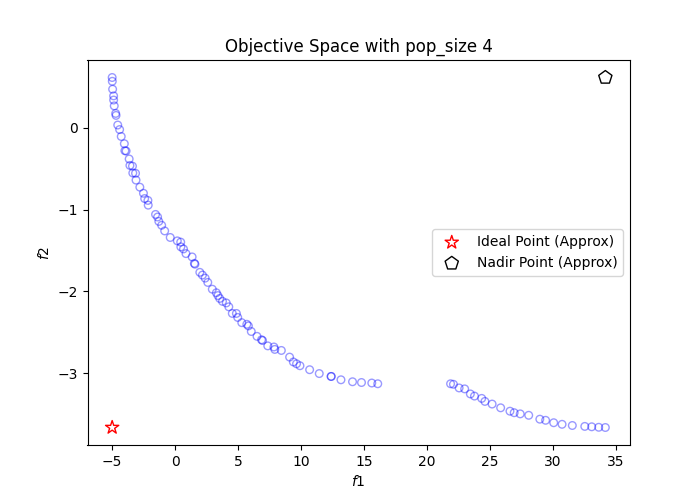 Objective Space with pop_size 4
f2
0
−1
−2
−3
Ideal Point (Approx)
Nadir Point (Approx)
−5 0 5 10 15 20 25 30 35
f1